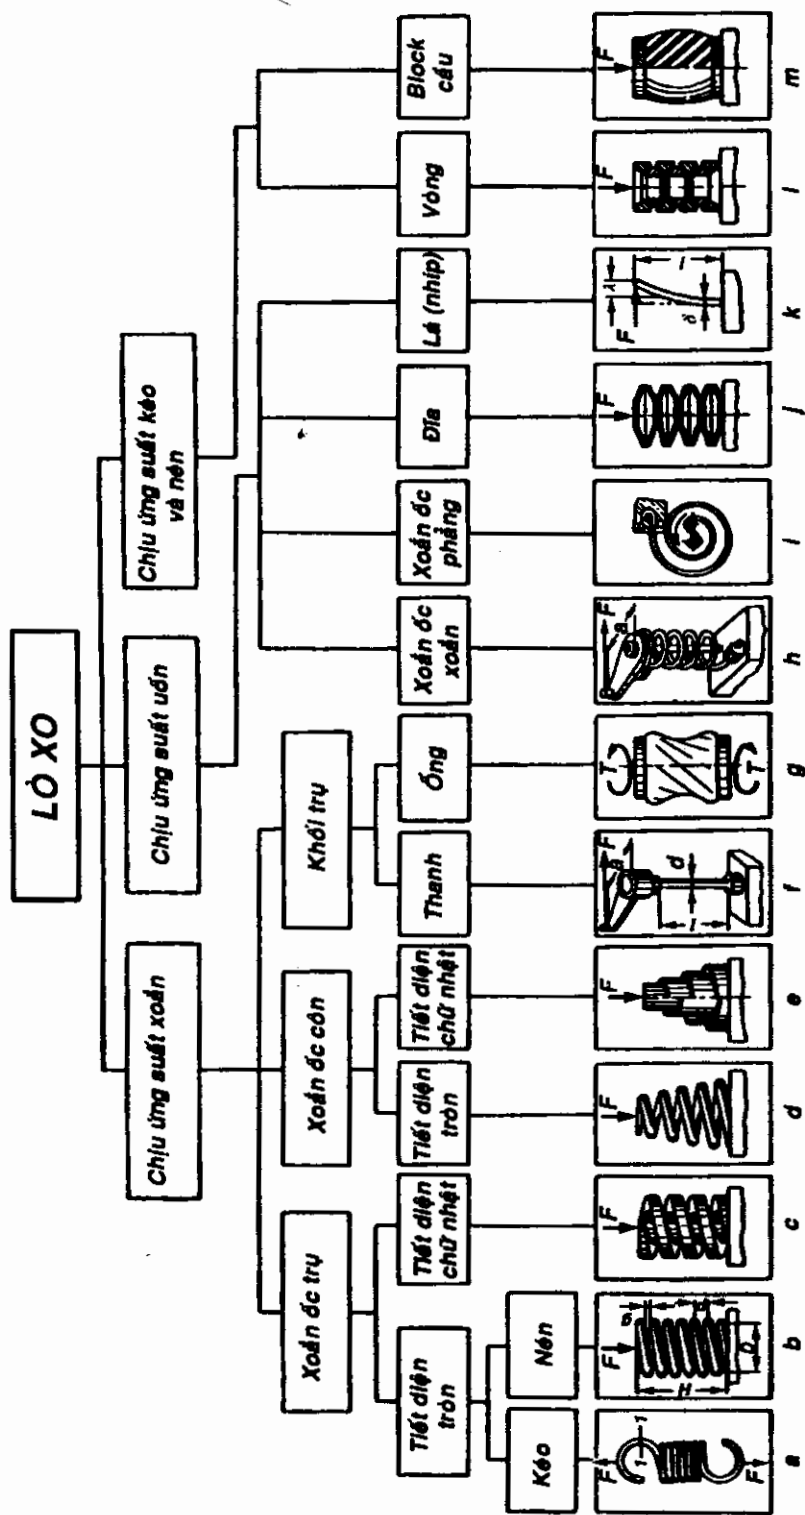 LÒ XO
Chịu ứng suất xoắn
Chịu ứng suất uốn
Chịu ứng suất kéo
và nén
Xoắn ốc trụ
Xoắn ốc côn
Khối trụ
Tiết diện
tròn
Tiết diện
chữ nhật
Tiết diện
tròn
Tiết diện
chữ nhật
Thanh
Ống
Xoắn ốc
xoắn
Xoắn ốc
phẳng
Đĩa
Lá (nhíp)
Vòng
Block
cầu
Kéo
Nén
F
1
1
F
F
H
D
F
F
F
F
a
d
l
T
T
F
a
F
F
λ
δ
l
F
F
a
b
c
d
e
f
g
h
i
j
k
l
m